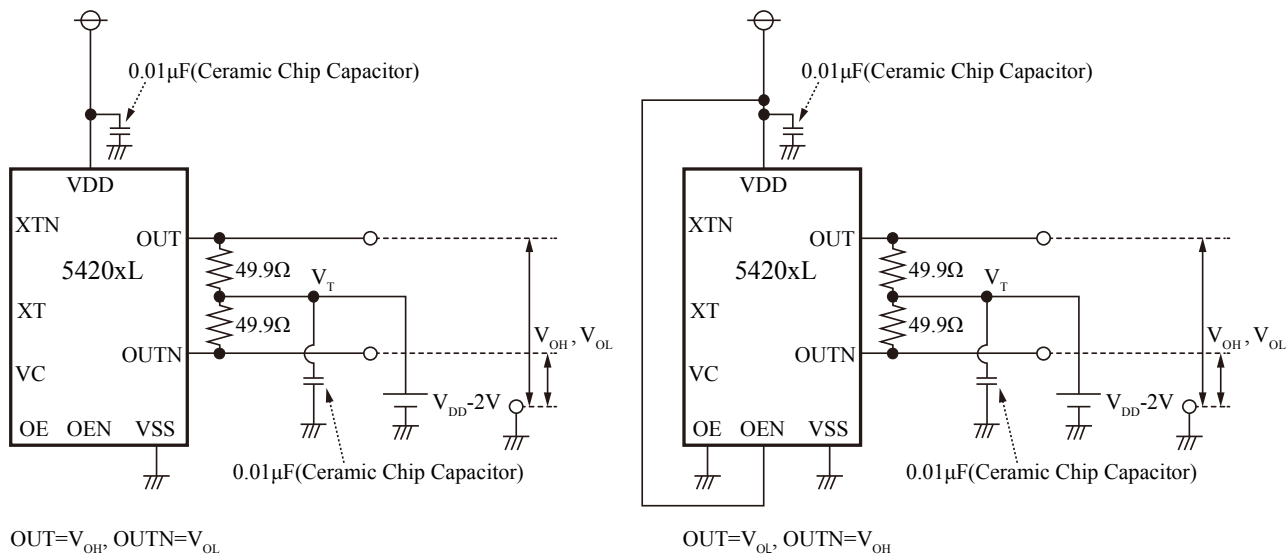 0.01μF(Ceramic Chip Capacitor)
VDD
XTN
OUT
5420xL
49.9Ω
V_T
XT
49.9Ω
OUTN
V_OH , V_OL
VC
V_DD-2V
OE OEN VSS
0.01μF(Ceramic Chip Capacitor)
OUT=V_OH, OUTN=V_OL
0.01μF(Ceramic Chip Capacitor)
VDD
XTN
OUT
5420xL
49.9Ω
V_T
XT
49.9Ω
OUTN
V_OH , V_OL
VC
V_DD-2V
OE OEN VSS
0.01μF(Ceramic Chip Capacitor)
OUT=V_OL, OUTN=V_OH